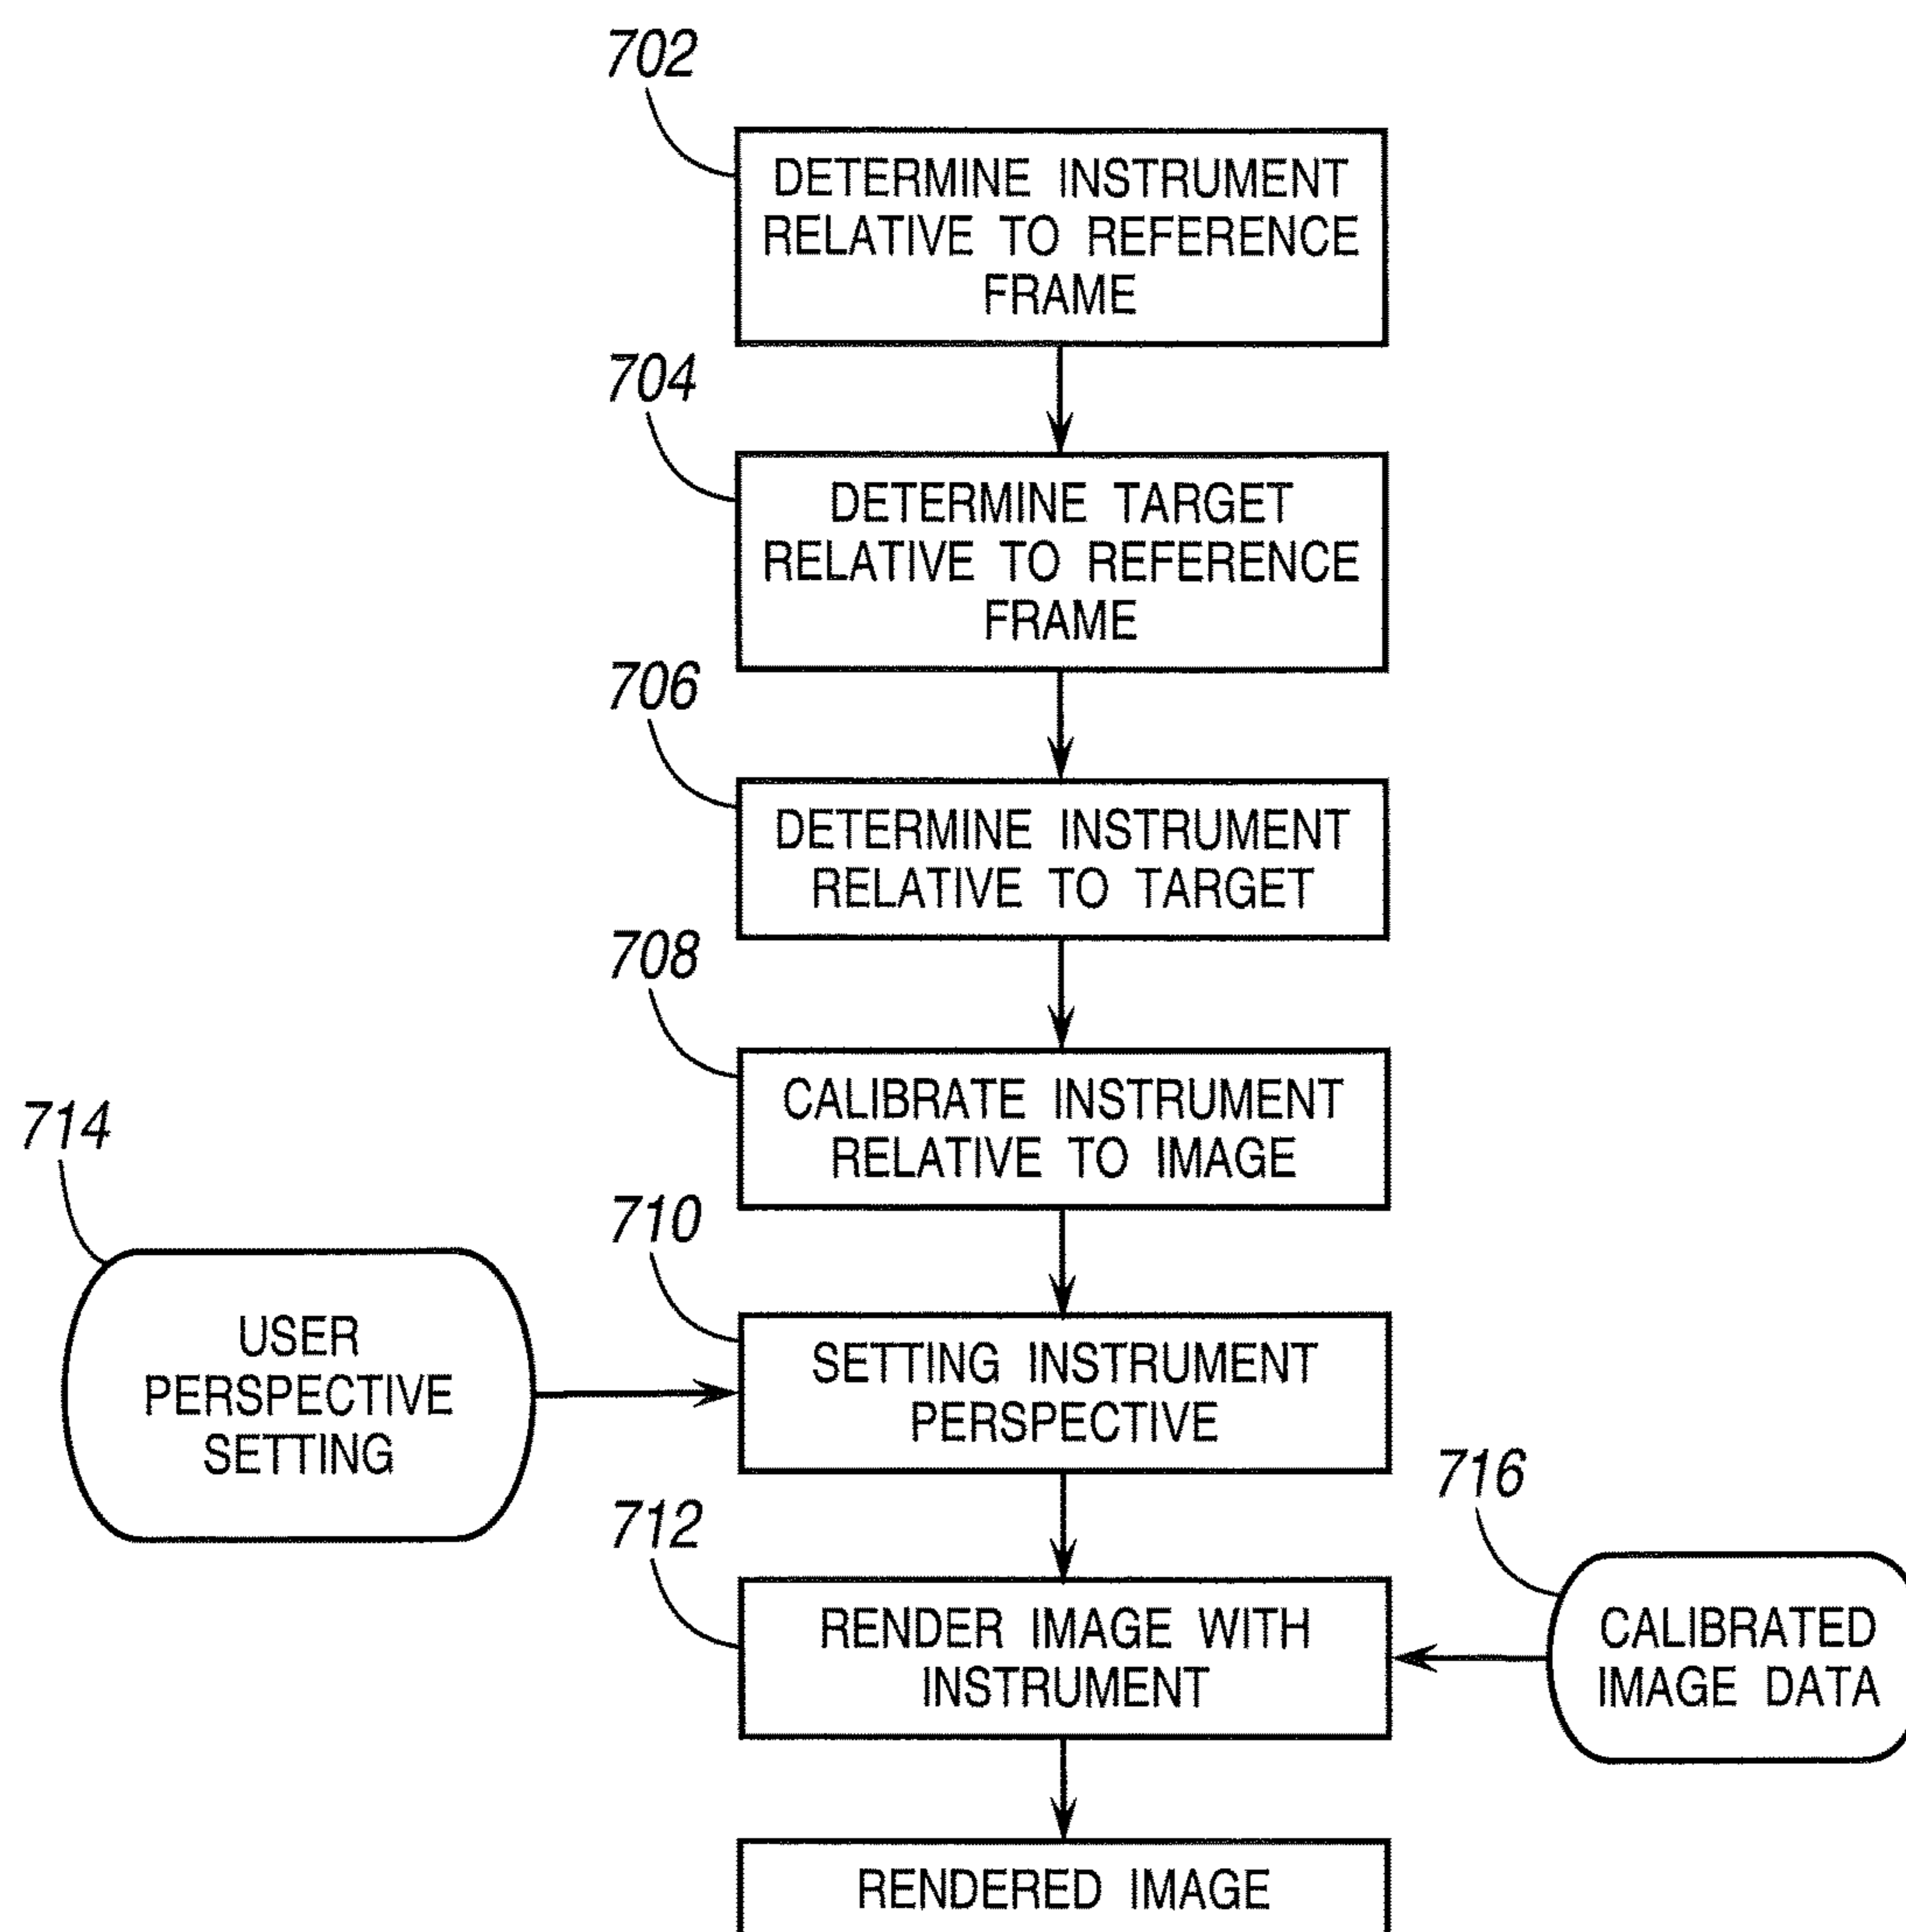 702
DETERMINE INSTRUMENT
RELATIVE TO REFERENCE
FRAME
704
DETERMINE TARGET
RELATIVE TO REFERENCE
FRAME
706
DETERMINE INSTRUMENT
RELATIVE TO TARGET
708
CALIBRATE INSTRUMENT
RELATIVE TO IMAGE
714
USER
PERSPECTIVE
SETTING
710
SETTING INSTRUMENT
PERSPECTIVE
712
RENDER IMAGE WITH
INSTRUMENT
716
CALIBRATED
IMAGE DATA
RENDERED IMAGE